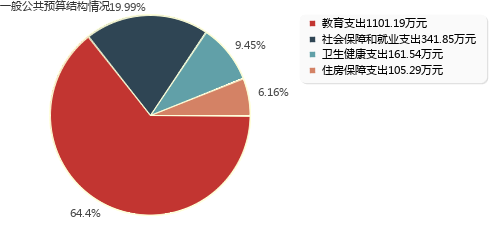 一般公共预算结构情况19.99%
教育支出1101.19万元
社会保障和就业支出341.85万元
卫生健康支出161.54万元
住房保障支出105.29万元
9.45%
6.16%
64.4%